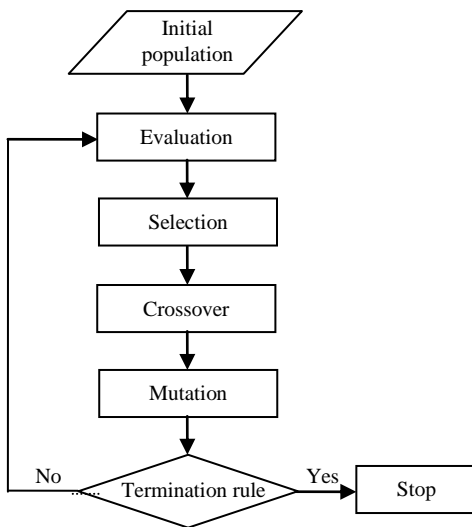 Initial
population
Evaluation
Selection
Crossover
Mutation
No
Termination rule
Yes
Stop